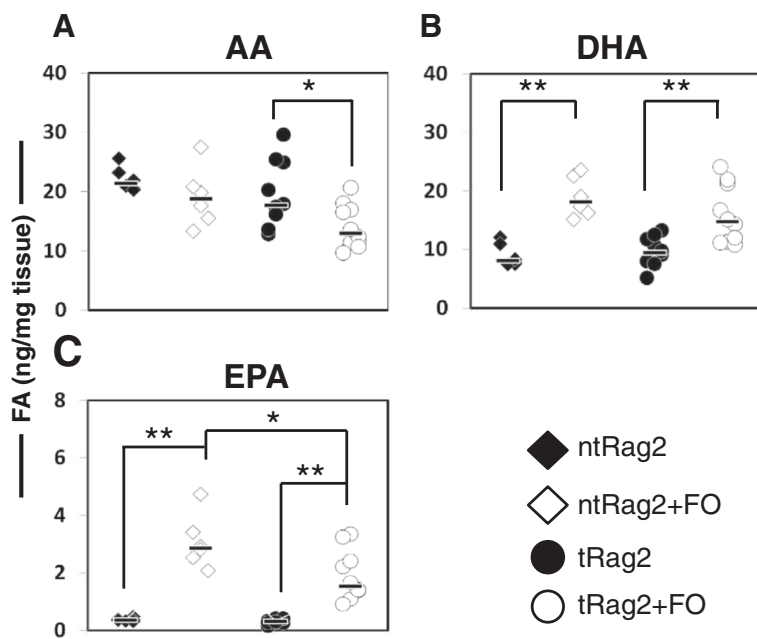 A
AA
40
30
20
10
0
*
B
DHA
40
30
20
10
0
**
**
FA (ng/mg tissue)
C
EPA
8
6
4
2
0
**
*
**
ntRag2
ntRag2+FO
tRag2
tRag2+FO